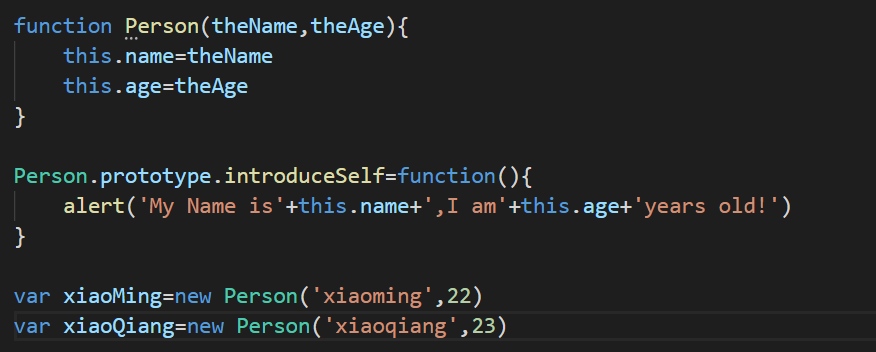 function Person(theName,theAge){
    this.name=theName
    this.age=theAge
}
Person.prototype.introduceSelf=function(){
    alert('My Name is'+this.name+',I am'+this.age+'years old!')
}
var xiaoMing=new Person('xiaoming',22)
var xiaoQiang=new Person('xiaoqiang',23)